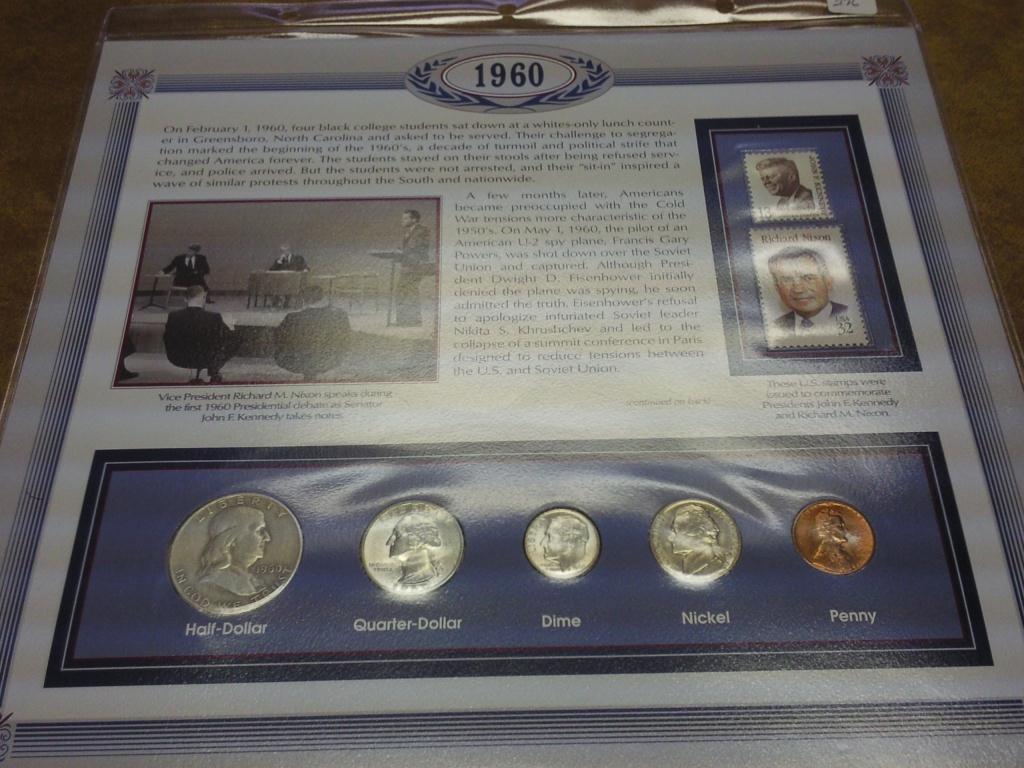 1960
On February 1, 1960, four black college students sat down at a whites-only lunch count-
er in Greensboro, North Carolina and asked to be served. Their challenge to segrega-
tion marked the beginning of the 1960's, a decade of turmoil and political strife that
changed America forever. The students stayed on their stools after being refused serv-
ice, and police arrived. But the students were not arrested, and their "sit-in" inspired a
wave of similar protests throughout the South and nationwide.
A few months later, Americans
became preoccupied with the Cold
War tensions more characteristic of the
1950's. On May 1, 1960, the pilot of an
American U-2 spy plane, Francis Gary
Powers, was shot down over the Soviet
Union and captured. Although Presi-
dent Dwight D. Eisenhower initially
denied the plane was spying, he soon
admitted the truth. Eisenhower's refusal
to apologize infuriated Soviet leader
Nikita S. Khrushchev and led to the
collapse of a summit conference in Paris
designed to reduce tensions between
the U.S. and Soviet Union.
(continued on back)
Vice President Richard M. Nixon speaks during
the first 1960 Presidential debate as Senator
John F. Kennedy takes notes.
Richard Nixon
USA
32
These U.S. stamps were
issued to commemorate
Presidents John F. Kennedy
and Richard M. Nixon.
LIBERTY
1960
IN GOD WE TRUST
Half-Dollar
Quarter-Dollar
Dime
Nickel
Penny